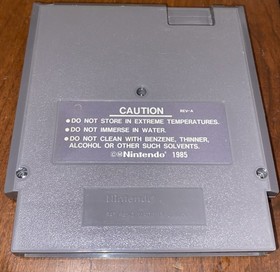 CAUTION REV-A
● DO NOT STORE IN EXTREME TEMPERATURES.
● DO NOT IMMERSE IN WATER.
● DO NOT CLEAN WITH BENZENE, THINNER,
ALCOHOL OR OTHER SUCH SOLVENTS.
©®Nintendo® 1985
Nintendo